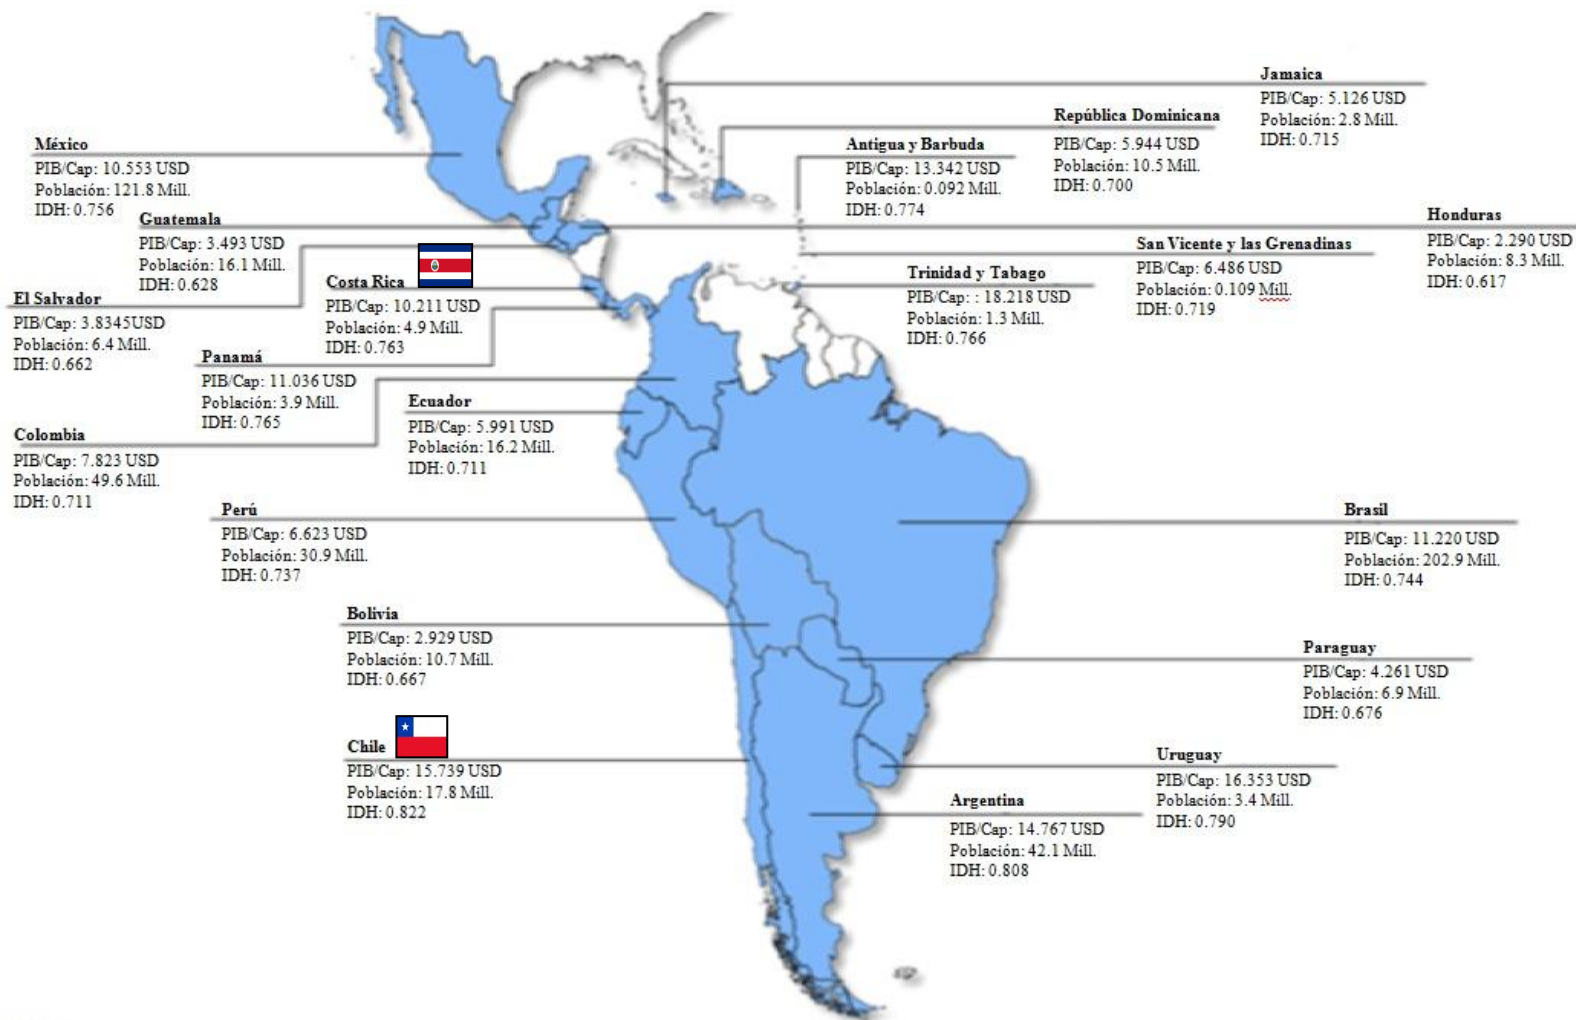 Jamaica
PIB/Cap: 5.126 USD
Población: 2.8 Mill.
IDH: 0.715
República Dominicana
PIB/Cap: 5.944 USD
Población: 10.5 Mill.
IDH: 0.700
Antigua y Barbuda
PIB/Cap: 13.342 USD
Población: 0.092 Mill.
IDH: 0.774
México
PIB/Cap: 10.553 USD
Población: 121.8 Mill.
IDH: 0.756
Guatemala
PIB/Cap: 3.493 USD
Población: 16.1 Mill.
IDH: 0.628
Honduras
PIB/Cap: 2.290 USD
Población: 8.3 Mill.
IDH: 0.617
San Vicente y las Grenadinas
PIB/Cap: 6.486 USD
Población: 0.109 Mill.
IDH: 0.719
Trinidad y Tabago
PIB/Cap: : 18.218 USD
Población: 1.3 Mill.
IDH: 0.766
Costa Rica
PIB/Cap: 10.211 USD
Población: 4.9 Mill.
IDH: 0.763
El Salvador
PIB/Cap: 3.8345USD
Población: 6.4 Mill.
IDH: 0.662
Panamá
PIB/Cap: 11.036 USD
Población: 3.9 Mill.
IDH: 0.765
Ecuador
PIB/Cap: 5.991 USD
Población: 16.2 Mill.
IDH: 0.711
Colombia
PIB/Cap: 7.823 USD
Población: 49.6 Mill.
IDH: 0.711
Perú
PIB/Cap: 6.623 USD
Población: 30.9 Mill.
IDH: 0.737
Brasil
PIB/Cap: 11.220 USD
Población: 202.9 Mill.
IDH: 0.744
Bolivia
PIB/Cap: 2.929 USD
Población: 10.7 Mill.
IDH: 0.667
Paraguay
PIB/Cap: 4.261 USD
Población: 6.9 Mill.
IDH: 0.676
Chile
PIB/Cap: 15.739 USD
Población: 17.8 Mill.
IDH: 0.822
Uruguay
PIB/Cap: 16.353 USD
Población: 3.4 Mill.
IDH: 0.790
Argentina
PIB/Cap: 14.767 USD
Población: 42.1 Mill.
IDH: 0.808